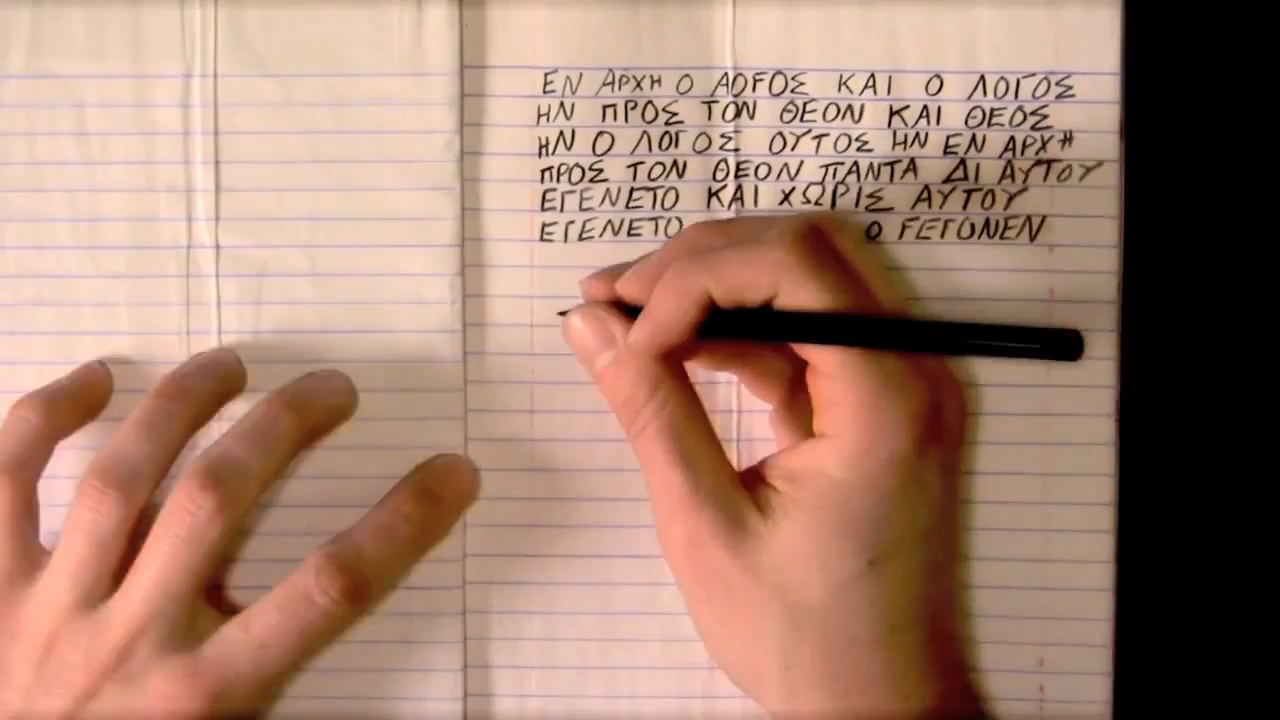 ΕΝ ΑΡΧΗ Ο ΛΟΓΟΣ ΚΑΙ Ο ΛΟΓΟΣ
ΗΝ ΠΡΟΣ ΤΟΝ ΘΕΟΝ ΚΑΙ ΘΕΟΣ
ΗΝ Ο ΛΟΓΟΣ ΟΥΤΟΣ ΗΝ ΕΝ ΑΡΧΗ
ΠΡΟΣ ΤΟΝ ΘΕΟΝ ΠΑΝΤΑ ΔΙ ΑΥΤΟΥ
ΕΓΕΝΕΤΟ ΚΑΙ ΧΩΡΙΣ ΑΥΤΟΥ
ΕΓΕΝΕΤΟ Ο ΓΕΓΟΝΕΝ